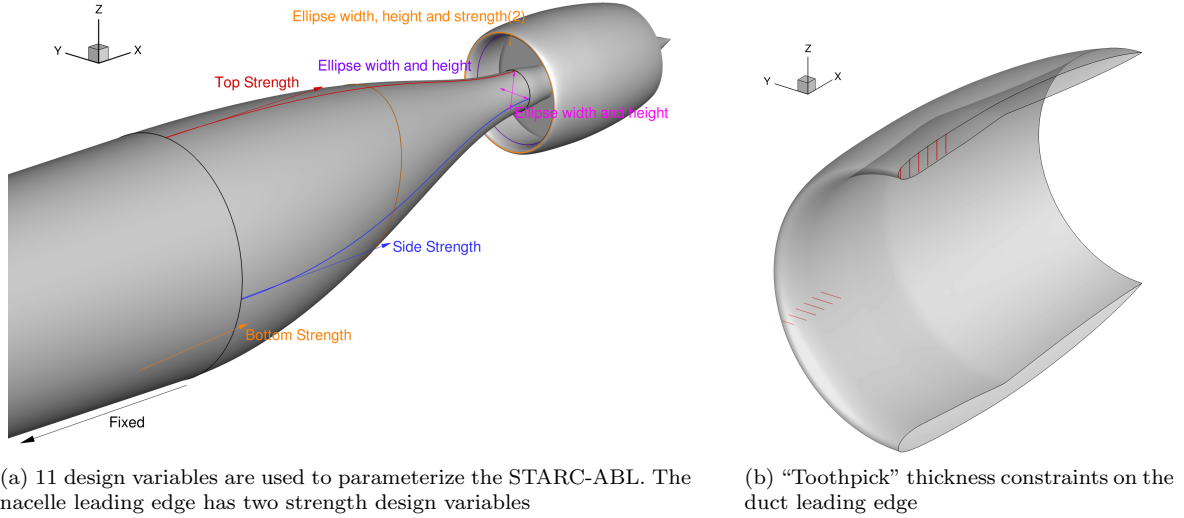 Ellipse width, height and strength(2)
Ellipse width and height
Top Strength
Ellipse width and height
Side Strength
Bottom Strength
Fixed
Z
Y
X
(a) 11 design variables are used to parameterize the STARC-ABL. The
nacelle leading edge has two strength design variables
Z
Y
X
(b) “Toothpick” thickness constraints on the
duct leading edge